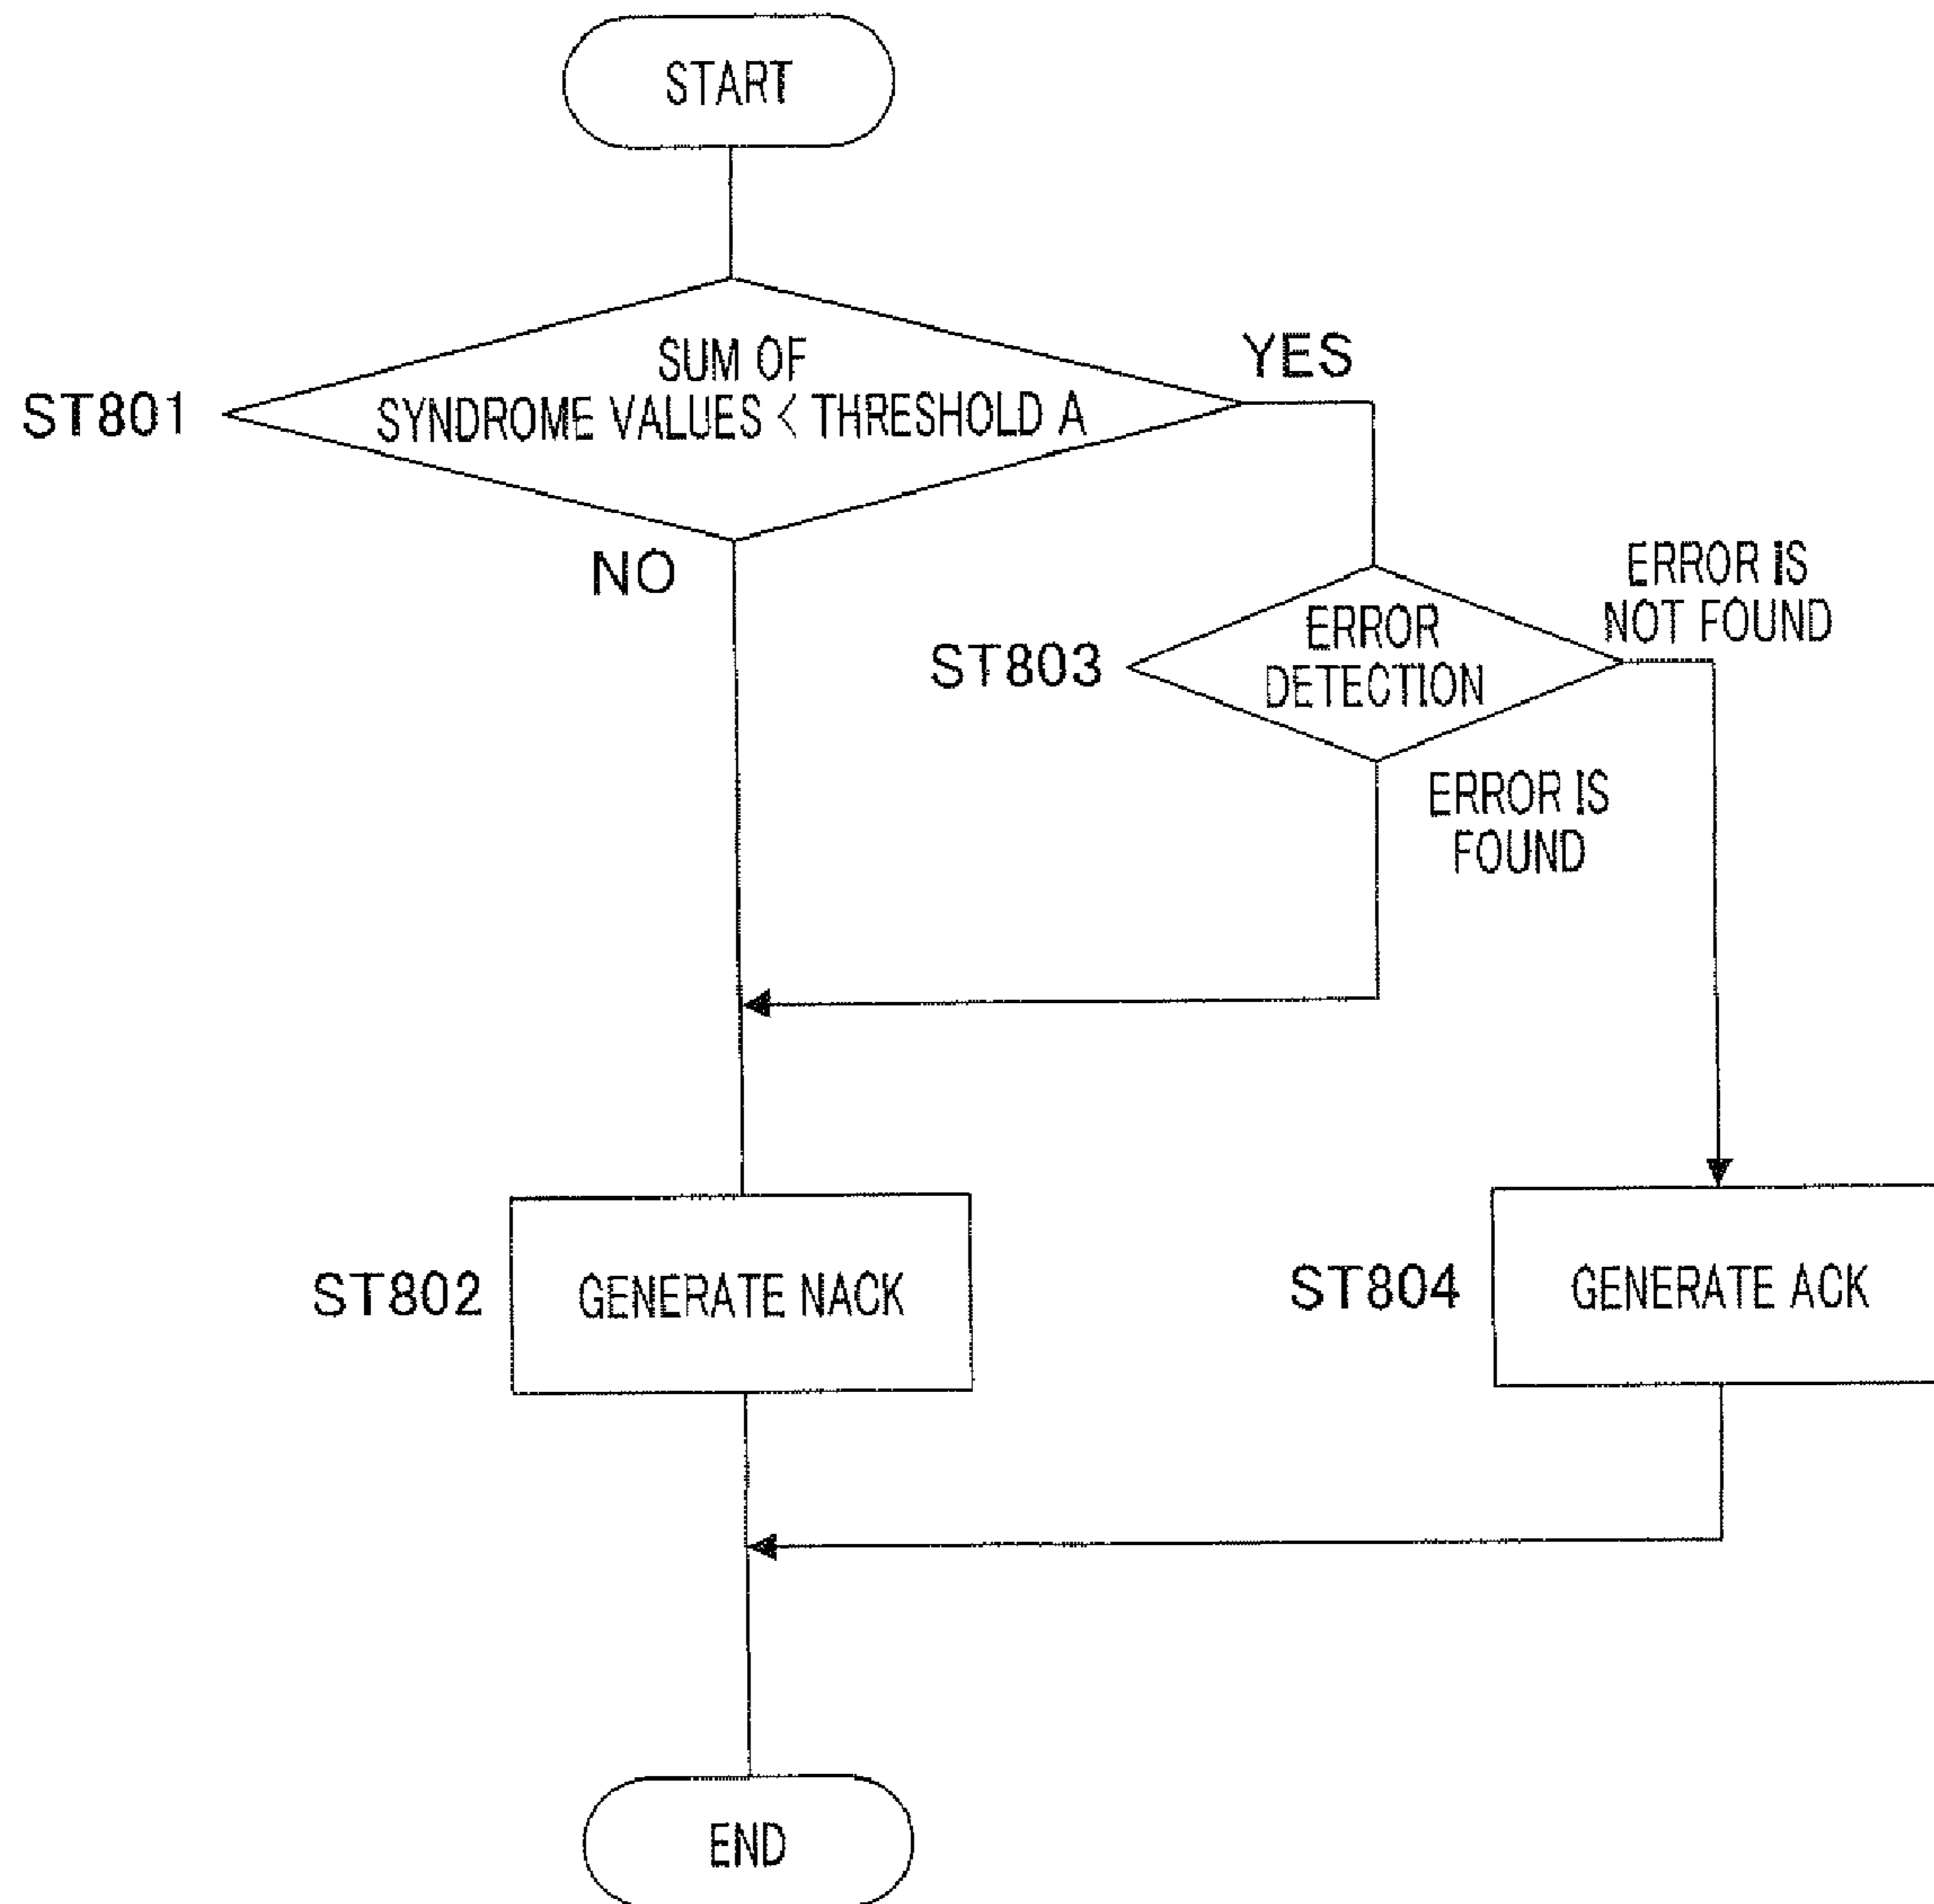 START
SUM OF
SYNDROME VALUES < THRESHOLD A
YES
ST801
NO
ERROR IS
NOT FOUND
ST803
ERROR
DETECTION
ERROR IS
FOUND
ST802
GENERATE NACK
ST804
GENERATE ACK
END